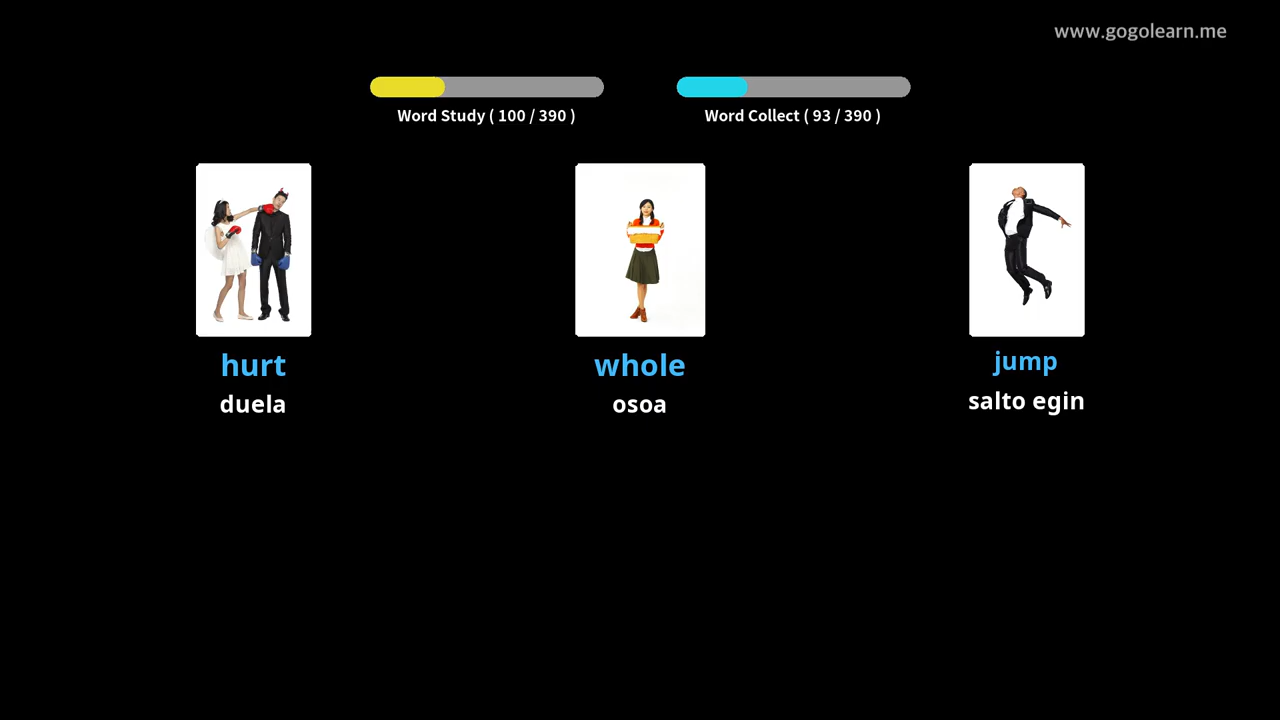 www.gogolearn.me
Word Study ( 100 / 390 )
Word Collect ( 93 / 390 )
hurt
duela
whole
osoa
jump
salto egin